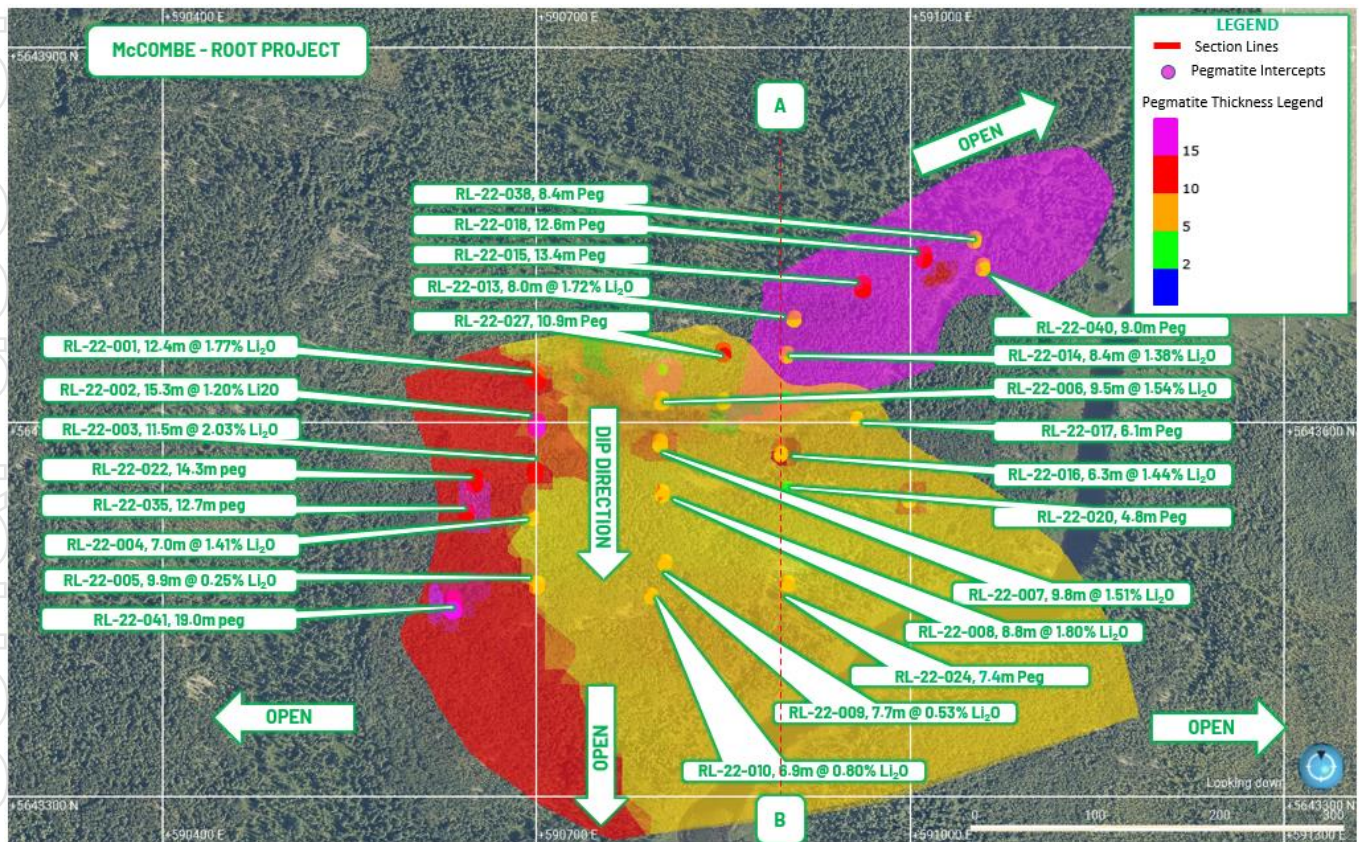 +590400 E
+590700 E
+591000 E
+5643900 N
McCOMBE - ROOT PROJECT
LEGEND
Section Lines
Pegmatite Intercepts
Pegmatite Thickness Legend
15
10
5
2
A
OPEN
RL-22-038, 8.4m Peg
RL-22-018, 12.6m Peg
RL-22-015, 13.4m Peg
RL-22-013, 8.0m @ 1.72% Li₂O
RL-22-027, 10.9m Peg
RL-22-001, 12.4m @ 1.77% Li₂O
RL-22-002, 15.3m @ 1.20% Li2O
RL-22-003, 11.5m @ 2.03% Li₂O
RL-22-022, 14.3m peg
RL-22-035, 12.7m peg
RL-22-004, 7.0m @ 1.41% Li₂O
RL-22-005, 9.9m @ 0.25% Li₂O
RL-22-041, 19.0m peg
RL-22-040, 9.0m Peg
RL-22-014, 8.4m @ 1.38% Li₂O
RL-22-006, 9.5m @ 1.54% Li₂O
RL-22-017, 6.1m Peg
+5643600 N
RL-22-016, 6.3m @ 1.44% Li₂O
RL-22-020, 4.8m Peg
RL-22-007, 9.8m @ 1.51% Li₂O
RL-22-008, 8.8m @ 1.80% Li₂O
RL-22-024, 7.4m Peg
RL-22-009, 7.7m @ 0.53% Li₂O
RL-22-010, 6.9m @ 0.80% Li₂O
DIP DIRECTION
OPEN
OPEN
OPEN
B
Looking down
0 100 200 300
+5643300 N
+5643300 N
+590400 E
+590700 E
+591000 E
+591300 E